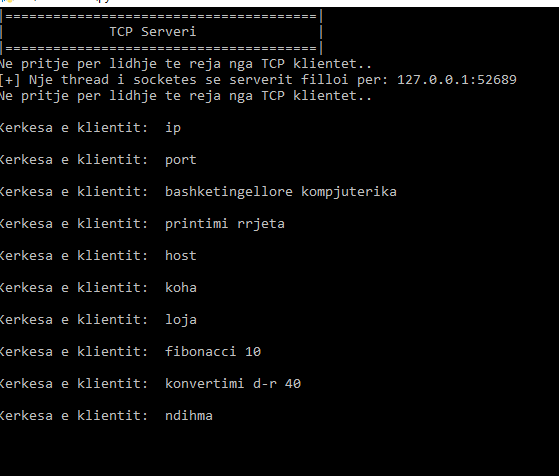 |=======================================|
| TCP Serveri |
|=======================================|
Ne pritje per lidhje te reja nga TCP klientet..
[+] Nje thread i socketes se serverit filloi per: 127.0.0.1:52689
Ne pritje per lidhje te reja nga TCP klientet..
Kerkesa e klientit: ip
Kerkesa e klientit: port
Kerkesa e klientit: bashketingellore kompjuterika
Kerkesa e klientit: printimi rrjeta
Kerkesa e klientit: host
Kerkesa e klientit: koha
Kerkesa e klientit: loja
Kerkesa e klientit: fibonacci 10
Kerkesa e klientit: konvertimi d-r 40
Kerkesa e klientit: ndihma